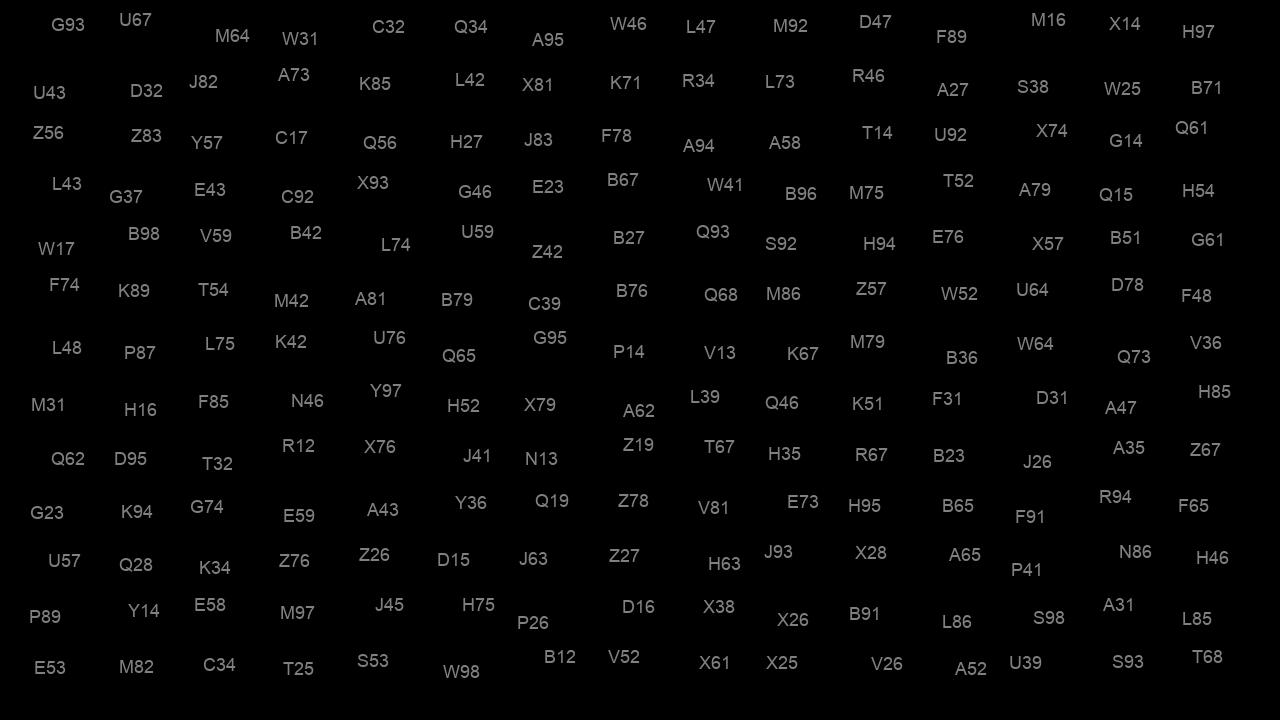 G93 U67 M64 W31 C32 Q34 A95 W46 L47 M92 D47 F89 M16 X14 H97
U43 D32 J82 A73 K85 L42 X81 K71 R34 L73 R46 A27 S38 W25 B71
Z56 Z83 Y57 C17 Q56 H27 J83 F78 A94 A58 T14 U92 X74 G14 Q61
L43 G37 E43 C92 X93 G46 E23 B67 W41 B96 M75 T52 A79 Q15 H54
W17 B98 V59 B42 L74 U59 Z42 B27 Q93 S92 H94 E76 X57 B51 G61
F74 K89 T54 M42 A81 B79 C39 B76 Q68 M86 Z57 W52 U64 D78 F48
L48 P87 L75 K42 U76 Q65 G95 P14 V13 K67 M79 B36 W64 Q73 V36
M31 H16 F85 N46 Y97 H52 X79 A62 L39 Q46 K51 F31 D31 A47 H85
Q62 D95 T32 R12 X76 J41 N13 Z19 T67 H35 R67 B23 J26 A35 Z67
G23 K94 G74 E59 A43 Y36 Q19 Z78 V81 E73 H95 B65 F91 R94 F65
U57 Q28 K34 Z76 Z26 D15 J63 Z27 H63 J93 X28 A65 P41 N86 H46
P89 Y14 E58 M97 J45 H75 P26 D16 X38 X26 B91 L86 S98 A31 L85
E53 M82 C34 T25 S53 W98 B12 V52 X61 X25 V26 A52 U39 S93 T68